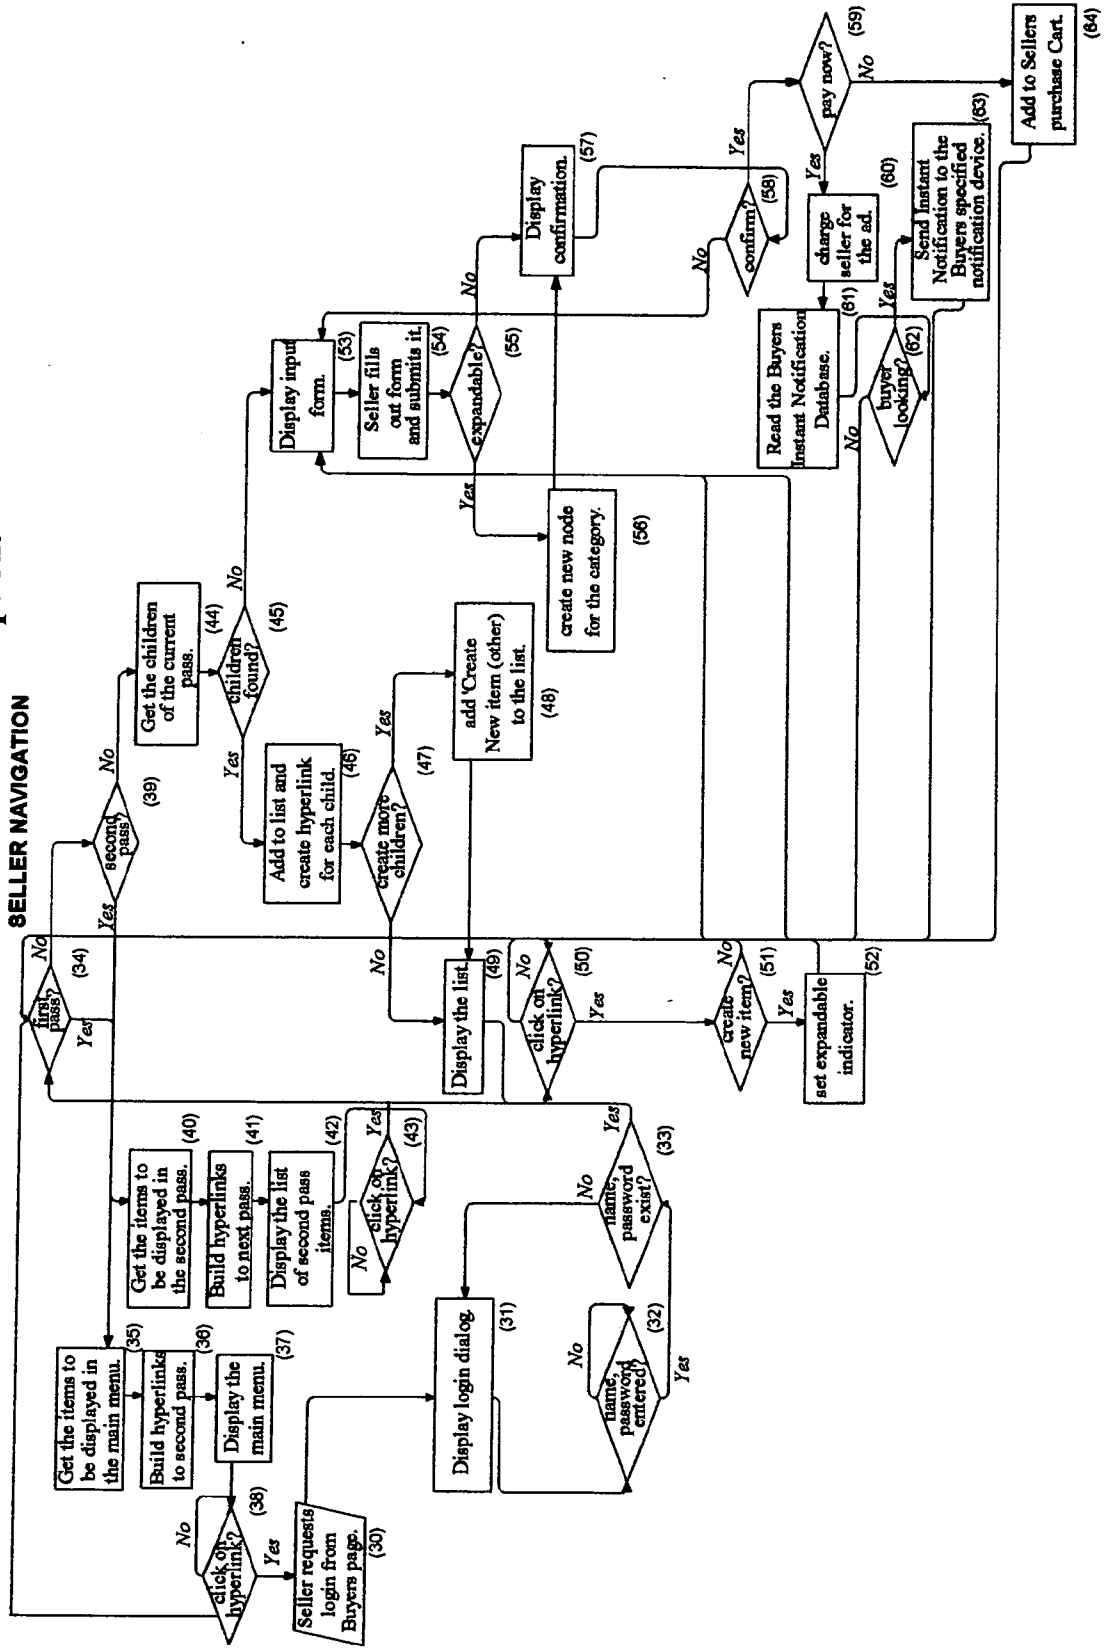 SELLER NAVIGATION
Seller requests
login from
Buyers page.
(30)
Display login dialog.
(31)
name,
password
entered?
(32)
No
Yes
name,
password
exist?
(33)
No
Yes
first
pass?
(34)
No
Yes
Get the items to
be displayed in
the main menu.
(35)
Build hyperlinks
to second pass.
(36)
Display the
main menu.
(37)
click on
hyperlink?
(38)
No
Yes
second
pass?
(39)
No
Yes
Get the items to
be displayed in
the second pass.
(40)
Build hyperlinks
to next pass.
(41)
Display the list
of second pass
items.
(42)
click on
hyperlink?
(43)
No
Yes
Get the children
of the current
pass.
(44)
children
found?
(45)
No
Yes
Add to list and
create hyperlink
for each child.
(46)
create more
children?
(47)
Yes
No
add 'Create
New item (other)
to the list.
(48)
Display the list.
(49)
click on
hyperlink?
(50)
No
Yes
create
new item?
(51)
No
Yes
set expandable
indicator.
(52)
Display input
form.
(53)
Seller fills
out form
and submits it.
(54)
expandable?
(55)
No
Yes
create new node
for the category.
(56)
Display
confirmation.
(57)
confirm?
(58)
Yes
No
pay now?
(59)
Yes
No
charge
seller for
the ad.
(60)
Read the Buyers
Instant Notification
Database.
(61)
buyer
looking?
(62)
Yes
No
Send Instant
Notification to the
Buyers specified
notification device.
(63)
Add to Sellers
purchase Cart.
(64)